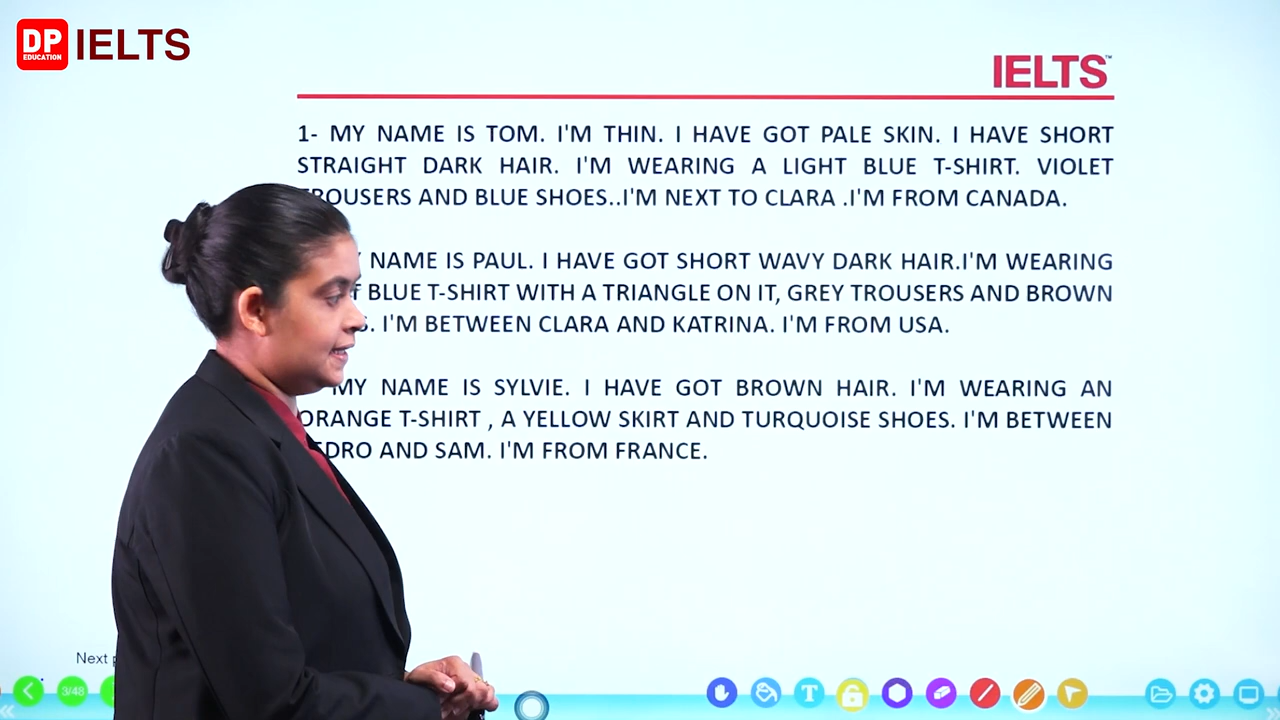 DP IELTS
EDUCATION
IELTS™
1- MY NAME IS TOM. I'M THIN. I HAVE GOT PALE SKIN. I HAVE SHORT
STRAIGHT DARK HAIR. I'M WEARING A LIGHT BLUE T-SHIRT. VIOLET
TROUSERS AND BLUE SHOES..I'M NEXT TO CLARA .I'M FROM CANADA.
NAME IS PAUL. I HAVE GOT SHORT WAVY DARK HAIR.I'M WEARING
BLUE T-SHIRT WITH A TRIANGLE ON IT, GREY TROUSERS AND BROWN
I'M BETWEEN CLARA AND KATRINA. I'M FROM USA.
MY NAME IS SYLVIE. I HAVE GOT BROWN HAIR. I'M WEARING AN
ORANGE T-SHIRT , A YELLOW SKIRT AND TURQUOISE SHOES. I'M BETWEEN
AND SAM. I'M FROM FRANCE.
Next
3/48
T